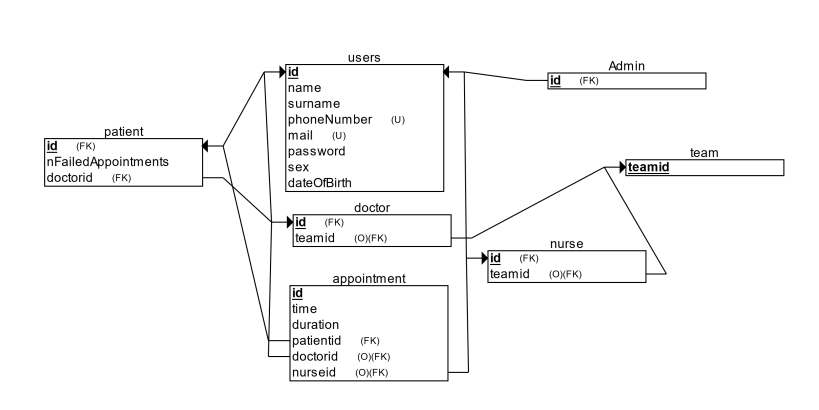 users
id
name
surname
phoneNumber (U)
mail (U)
password
sex
dateOfBirth
Admin
id (FK)
patient
id (FK)
nFailedAppointments
doctorid (FK)
team
teamid
doctor
id (FK)
teamid (O)(FK)
nurse
id (FK)
teamid (O)(FK)
appointment
id
time
duration
patientid (FK)
doctorid (O)(FK)
nurseid (O)(FK)